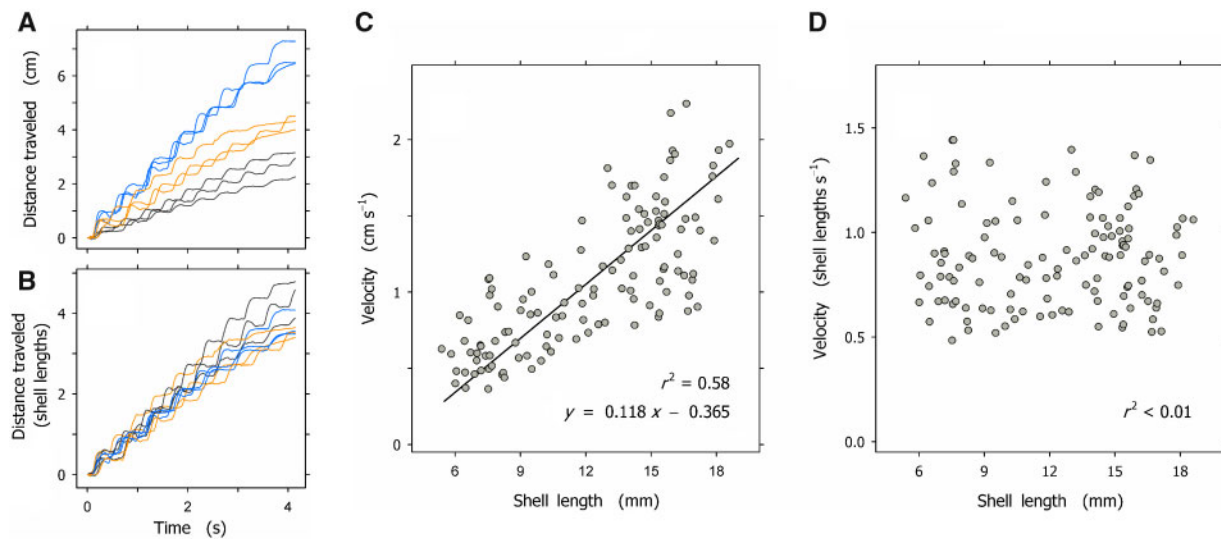 A
Distance traveled (cm)
6
4
2
0
B
Distance traveled
(shell lengths)
4
2
0
0 2 4
Time (s)
C
Velocity (cm s⁻¹)
2
1
0
r² = 0.58
y = 0.118 x − 0.365
6 9 12 15 18
Shell length (mm)
D
Velocity (shell lengths s⁻¹)
1.5
1.0
0.5
0.0
r² < 0.01
6 9 12 15 18
Shell length (mm)